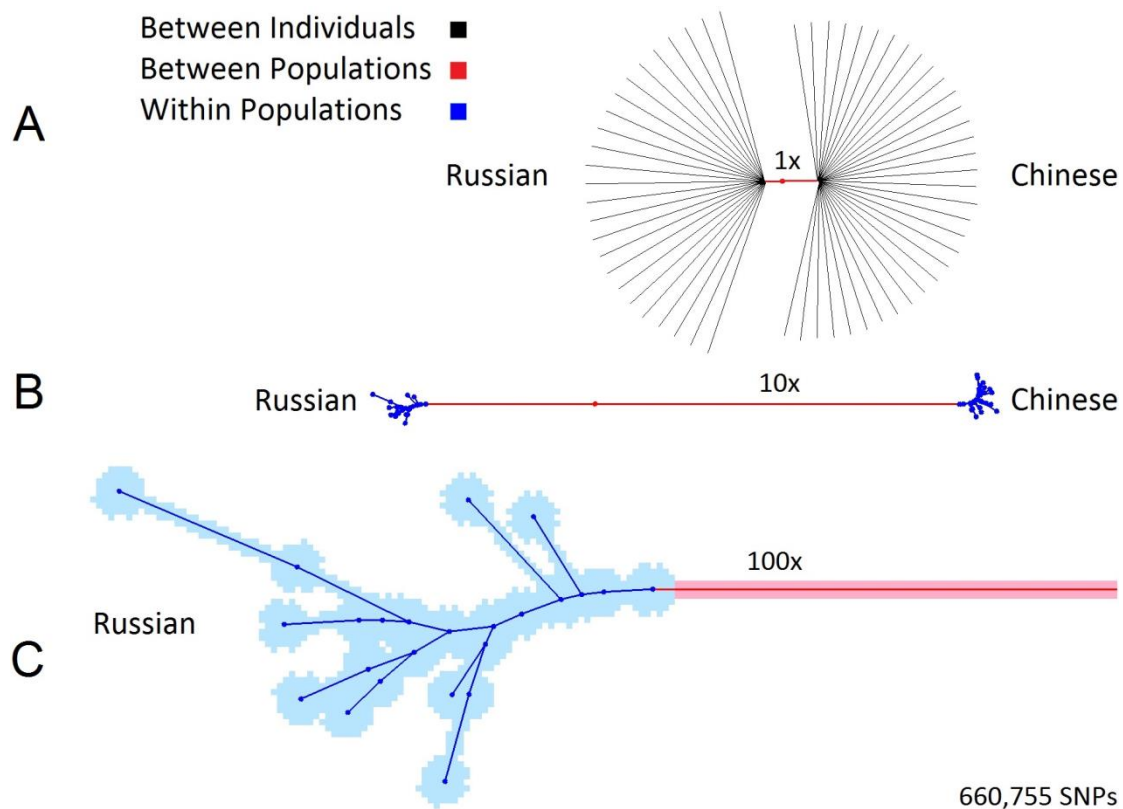 Between Individuals
Between Populations
Within Populations
A
Russian
1x
Chinese
B
Russian
10x
Chinese
100x
Russian
C
660,755 SNPs